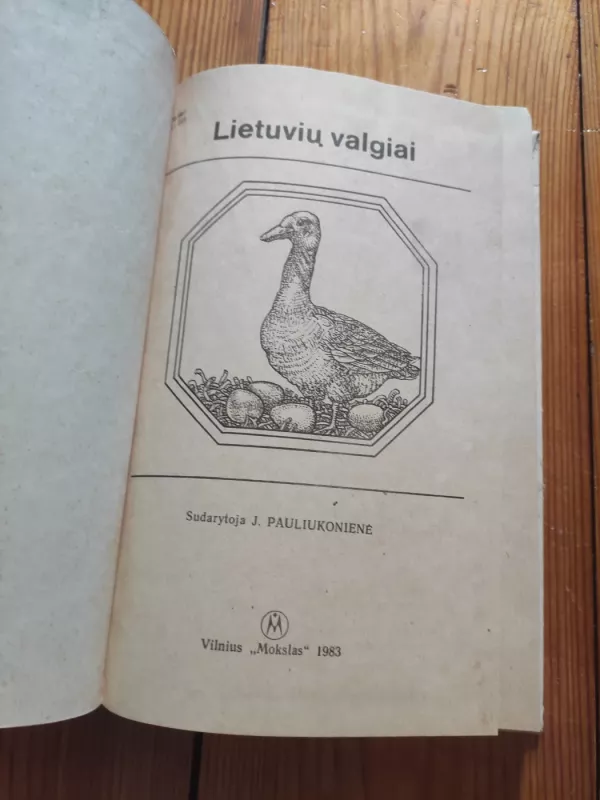 Lietuvių valgiai
Sudarytoja J. PAULIUKONIENĖ
Vilnius „Mokslas“ 1983